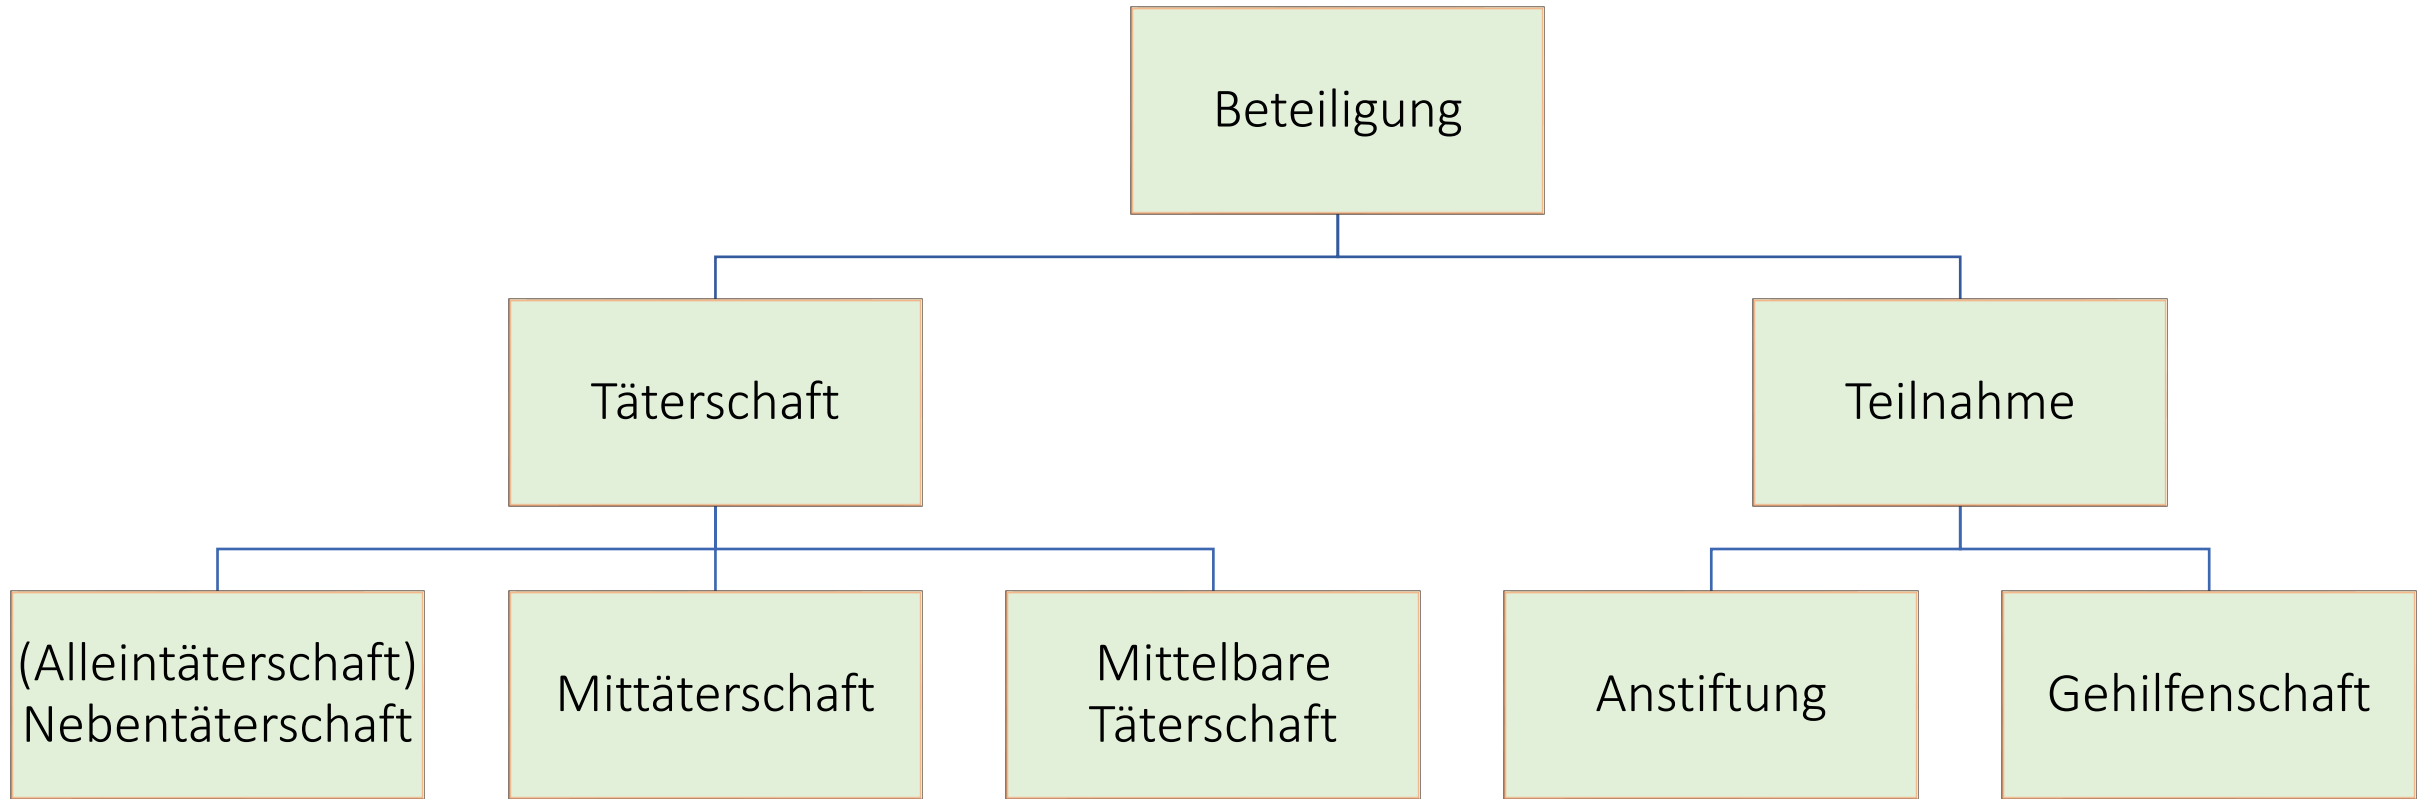 Beteiligung
Täterschaft
Teilnahme
(Alleintäterschaft)
Nebentäterschaft
Mittäterschaft
Mittelbare
Täterschaft
Anstiftung
Gehilfenschaft